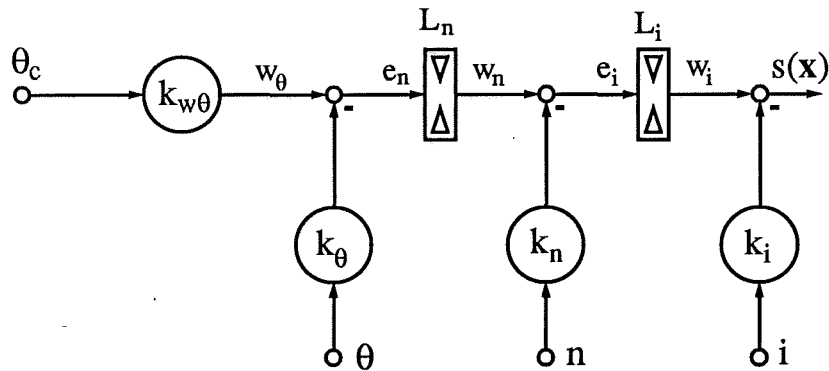 L_n L_i
θ_c w_θ e_n w_n e_i w_i s(x)
k_wθ
- - -
k_θ k_n k_i
θ n i